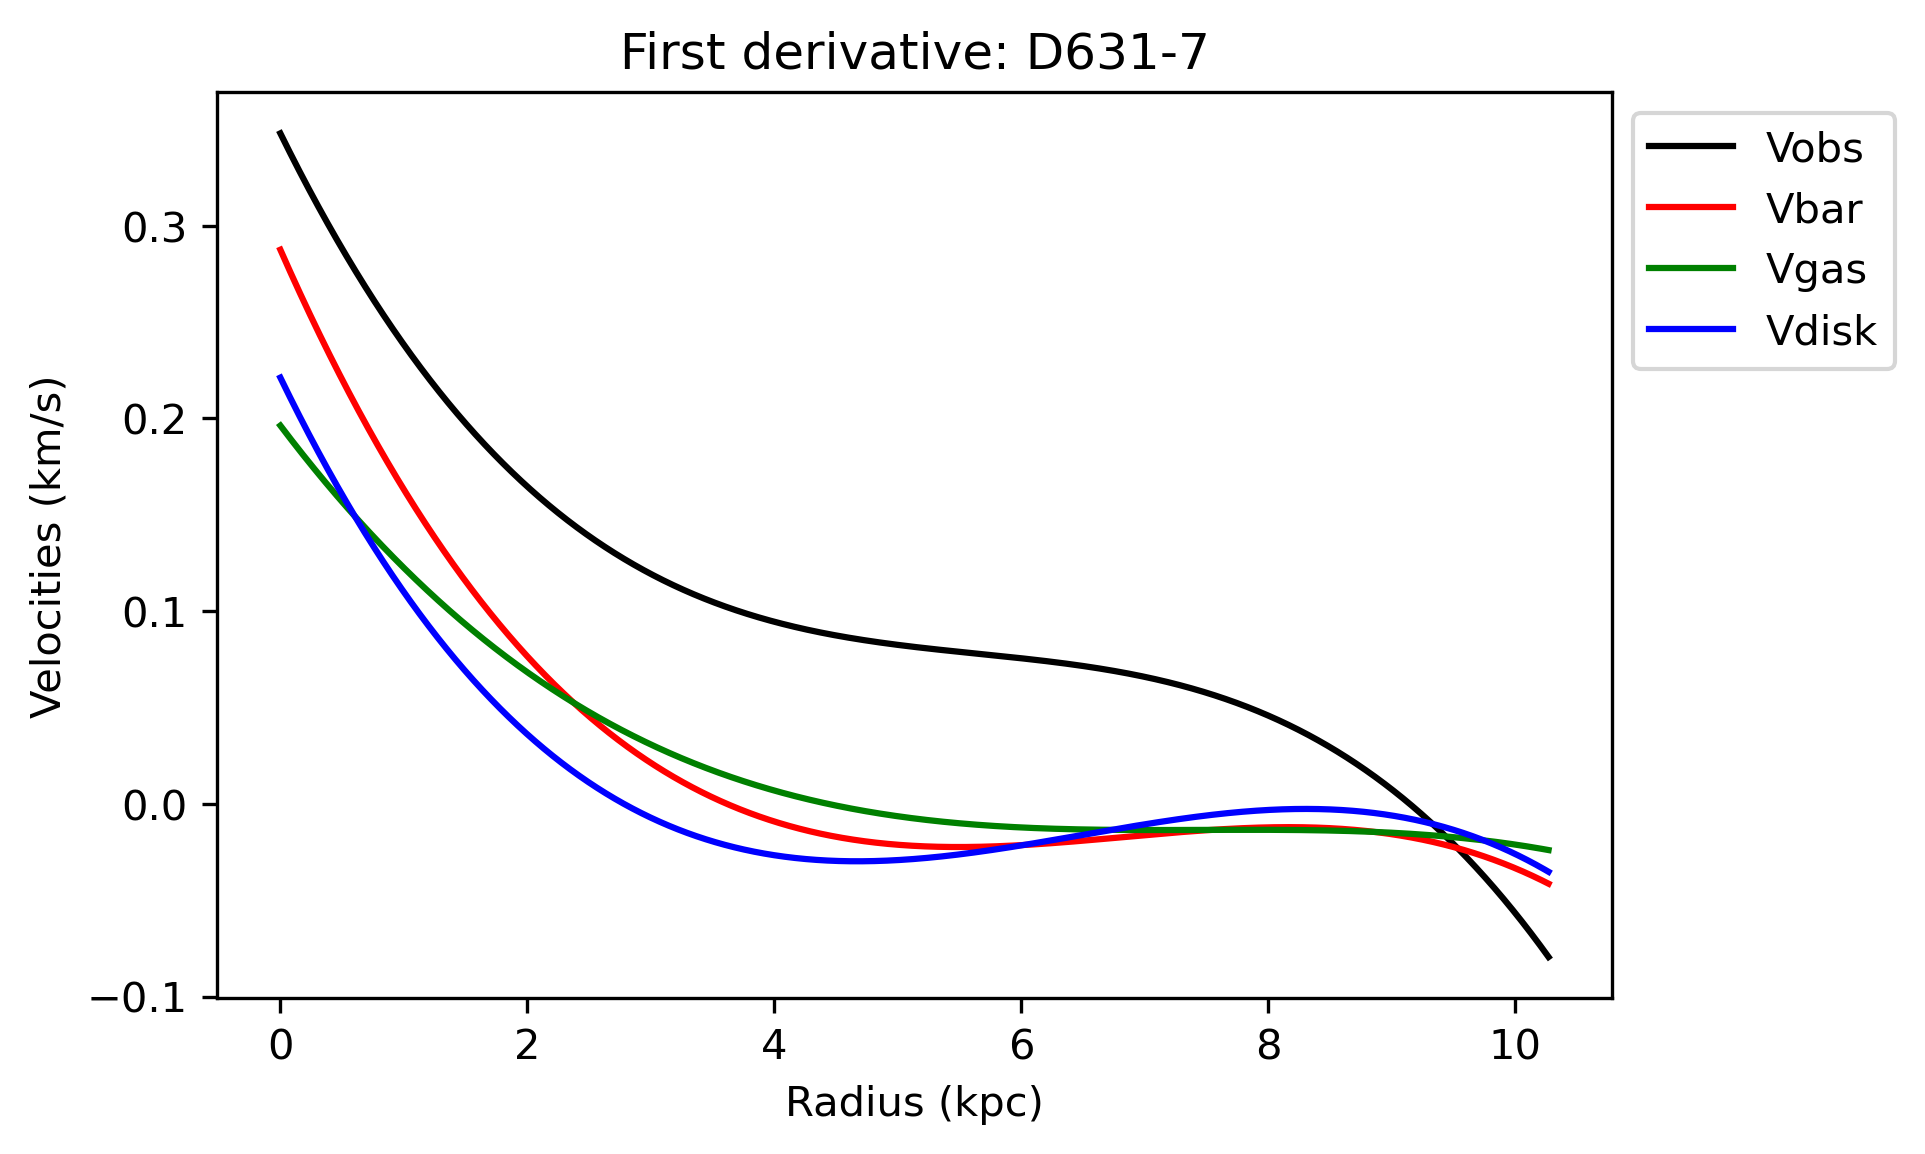 First derivative: D631-7
Velocities (km/s)
0.3
0.2
0.1
0.0
−0.1
0 2 4 6 8 10
Radius (kpc)
Vobs
Vbar
Vgas
Vdisk